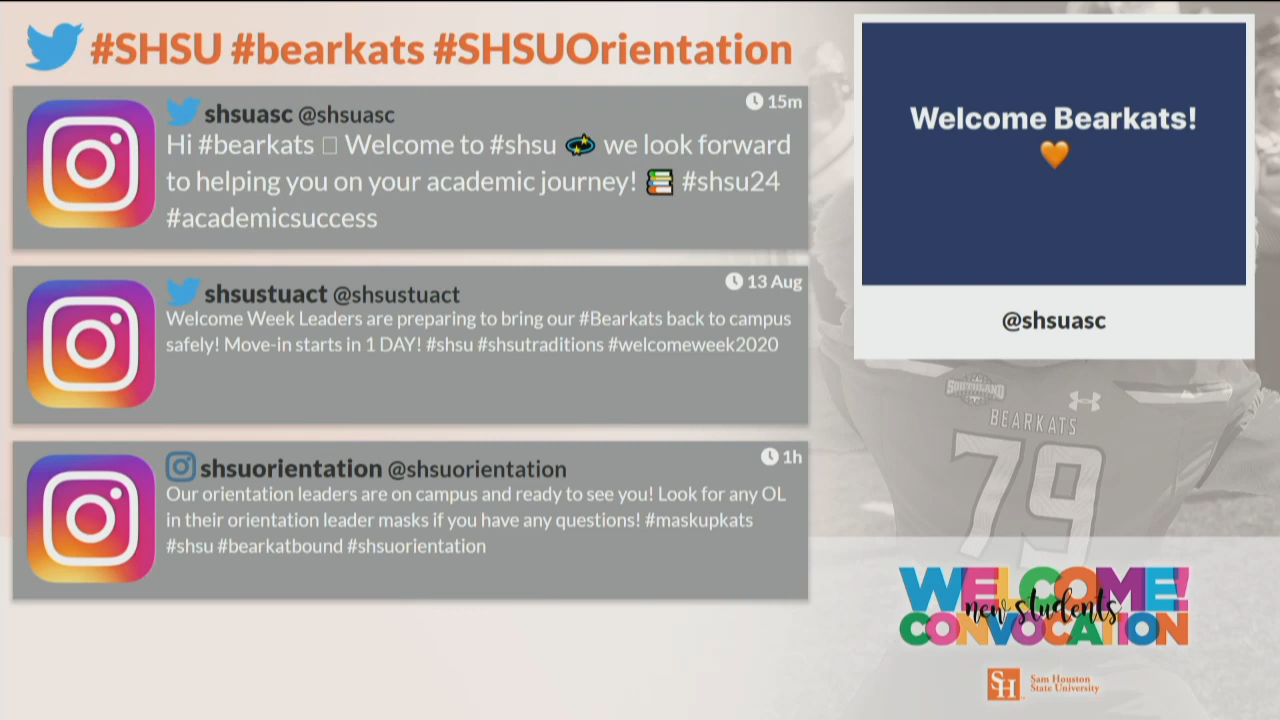 #SHSU #bearkats #SHSUOrientation
shsuasc @shsuasc
15m
Hi #bearkats Welcome to #shsu 💫 we look forward
to helping you on your academic journey! 📚 #shsu24
#academicsuccess
shsustuact @shsustuact
13 Aug
Welcome Week Leaders are preparing to bring our #Bearkats back to campus
safely! Move-in starts in 1 DAY! #shsu #shsutraditions #welcomeweek2020
shsuorientation @shsuorientation
1h
Our orientation leaders are on campus and ready to see you! Look for any OL
in their orientation leader masks if you have any questions! #maskupkats
#shsu #bearkatbound #shsuorientation
Welcome Bearkats!
🧡
@shsuasc
SOUTHLAND
BEARKATS
79
WELCOME!
new students
CONVOCATION
SH
Sam Houston
State University